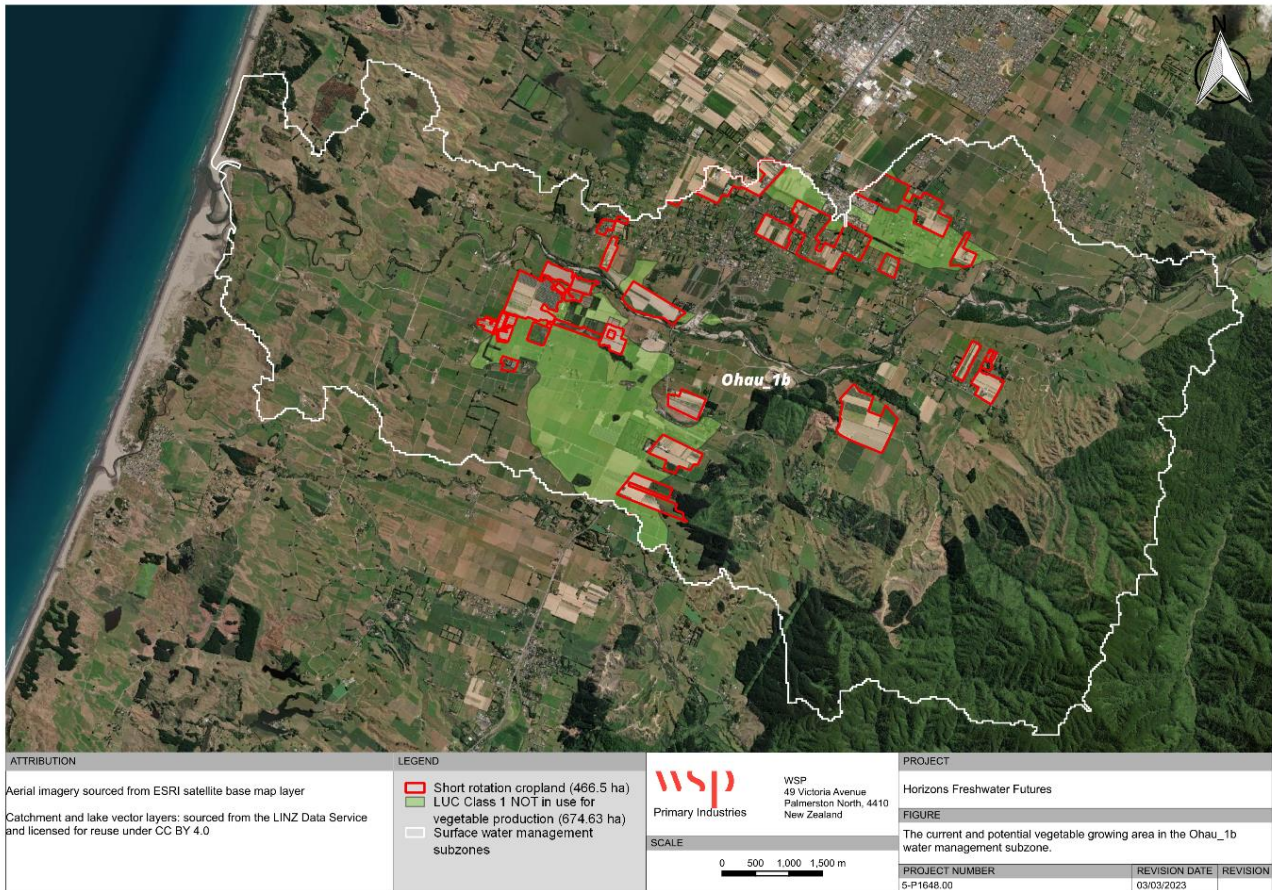 N
Ohau_1b
ATTRIBUTION
Aerial imagery sourced from ESRI satellite base map layer
Catchment and lake vector layers: sourced from the LINZ Data Service
and licensed for reuse under CC BY 4.0
LEGEND
Short rotation cropland (466.5 ha)
LUC Class 1 NOT in use for
vegetable production (674.63 ha)
Surface water management
subzones
wsp
Primary Industries
WSP
49 Victoria Avenue
Palmerston North, 4410
New Zealand
SCALE
0 500 1,000 1,500 m
PROJECT
Horizons Freshwater Futures
FIGURE
The current and potential vegetable growing area in the Ohau_1b
water management subzone.
PROJECT NUMBER
5-P1648.00
REVISION DATE
03/03/2023
REVISION